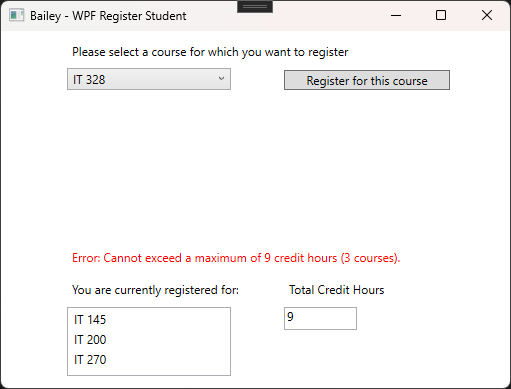 Bailey - WPF Register Student
Please select a course for which you want to register
IT 328
Register for this course
Error: Cannot exceed a maximum of 9 credit hours (3 courses).
You are currently registered for:
Total Credit Hours
IT 145
9
IT 200
IT 270